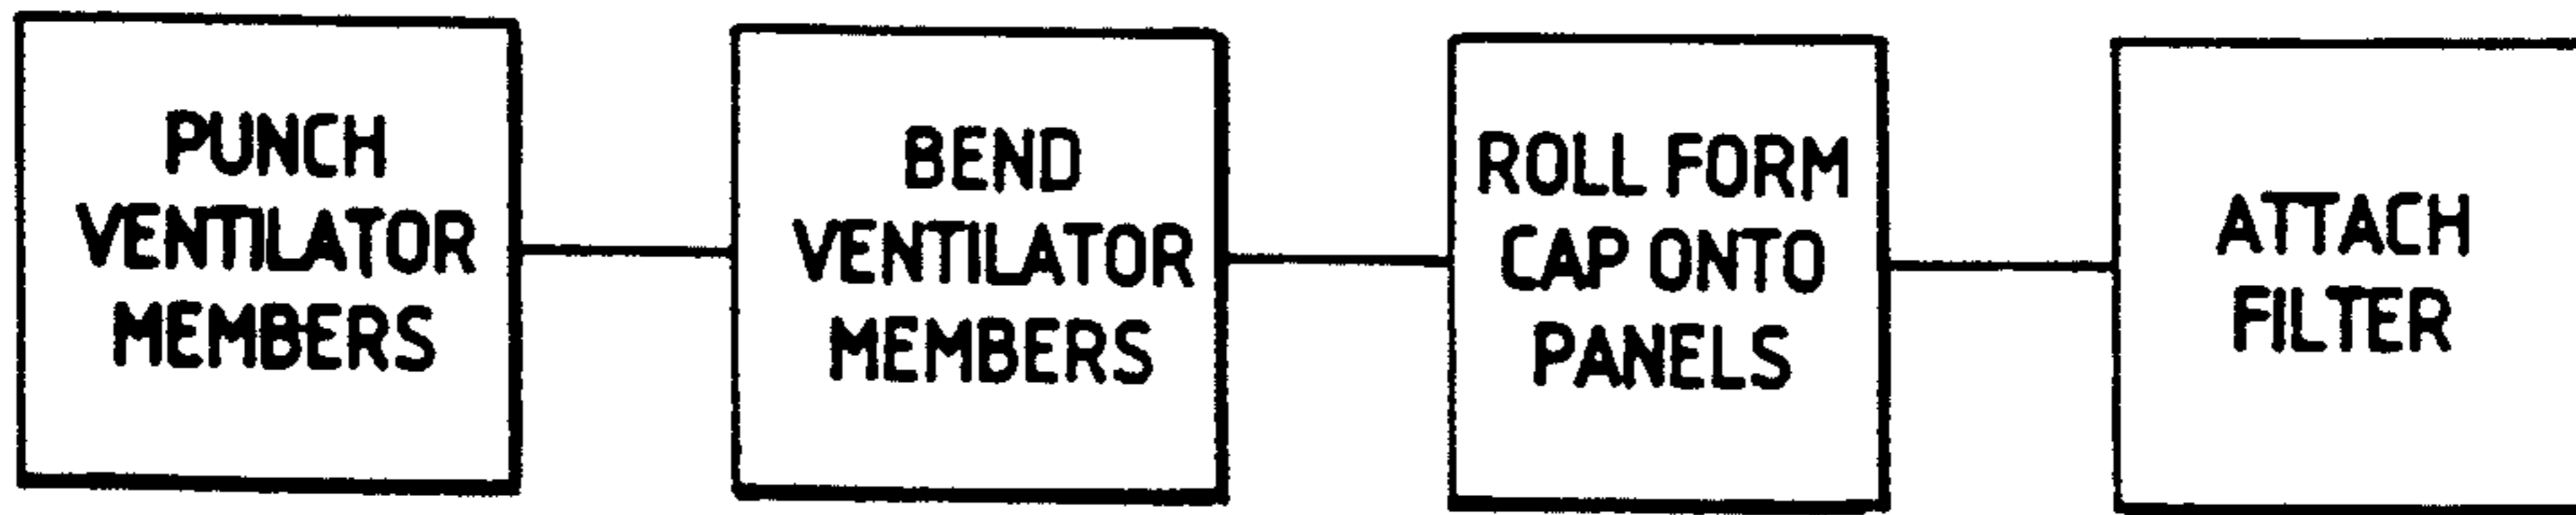 PUNCH
VENTILATOR
MEMBERS
BEND
VENTILATOR
MEMBERS
ROLL FORM
CAP ONTO
PANELS
ATTACH
FILTER